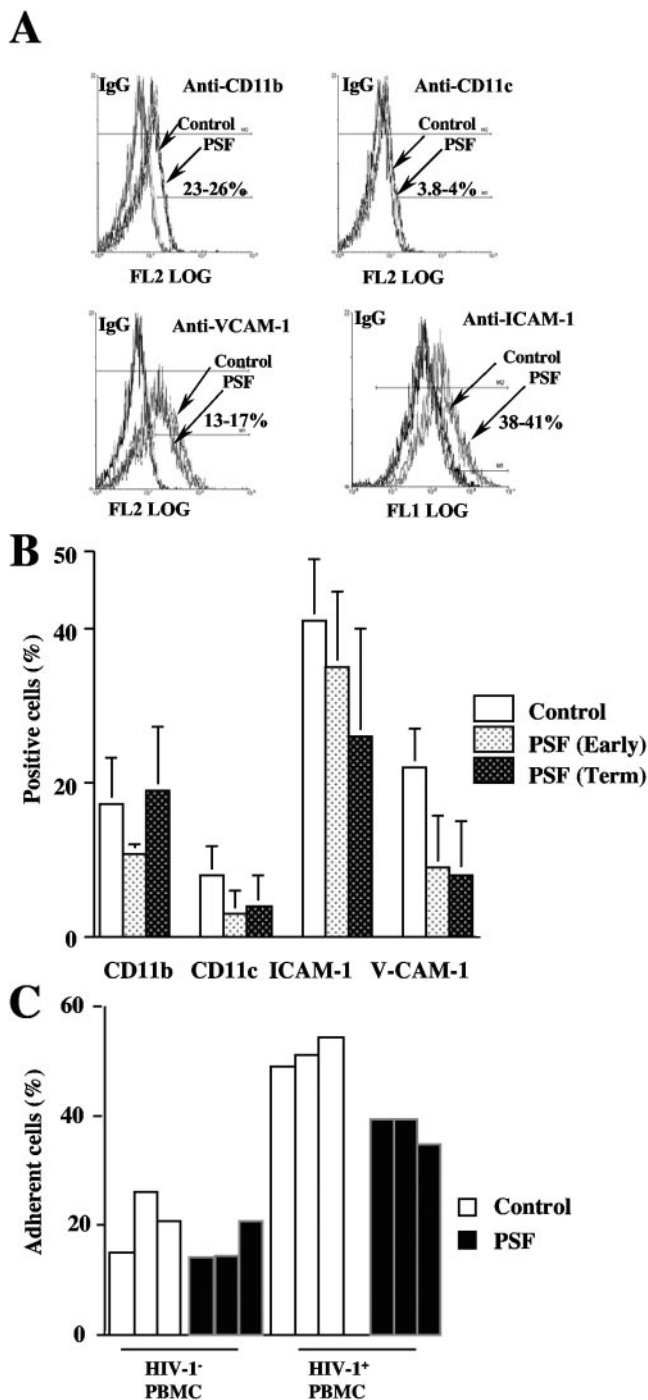 A
IgG Anti-CD11b
Control
PSF
23-26%
FL2 LOG
IgG Anti-CD11c
Control
PSF
3.8-4%
FL2 LOG
IgG Anti-VCAM-1
Control
PSF
13-17%
FL2 LOG
IgG Anti-ICAM-1
Control
PSF
38-41%
FL1 LOG
B
Positive cells (%)
50
40
20
0
CD11b CD11c ICAM-1 V-CAM-1
Control
PSF (Early)
PSF (Term)
C
Adherent cells (%)
60
40
20
0
HIV-1⁻ HIV-1⁺
PBMC PBMC
Control
PSF